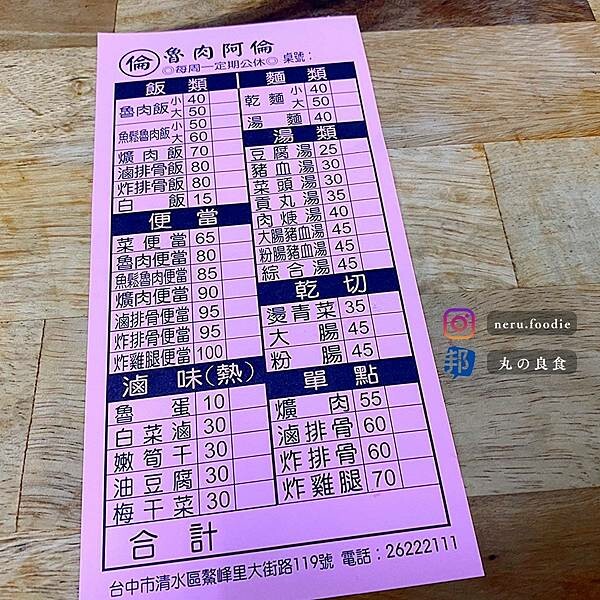 倫 魯肉阿倫
◎每周一定期公休◎ 桌號：
飯類
魯肉飯 小 40
大 50
魚鬆魯肉飯 小 50
大 60
爌肉飯 70
滷排骨飯 80
炸排骨飯 80
白飯 15
便當
菜便當 65
魯肉便當 80
魚鬆魯肉便當 85
爌肉便當 90
滷排骨便當 95
炸排骨便當 95
炸雞腿便當 100
滷味(熱)
魯蛋 10
白菜滷 30
嫩筍干 30
油豆腐 30
梅干菜 30
麵類
乾麵 小 40
大 50
湯麵 40
湯類
豆腐湯 25
豬血湯 30
菜頭湯 30
貢丸湯 35
肉焿湯 40
大腸豬血湯 45
粉腸豬血湯 45
綜合湯 45
乾切
燙青菜 35
大腸 45
粉腸 45
單點
爌肉 55
滷排骨 60
炸排骨 60
炸雞腿 70
合計
台中市清水區鰲峰里大街路119號 電話：26222111
neru.foodie
邦 丸の良食